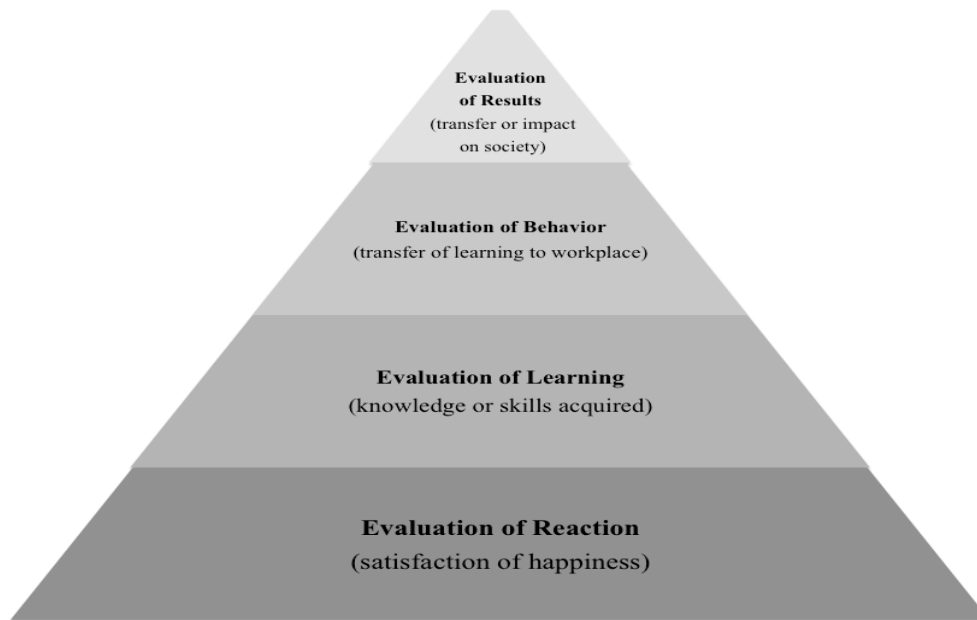 Evaluation
of Results
(transfer or impact
on society)
Evaluation of Behavior
(transfer of learning to workplace)
Evaluation of Learning
(knowledge or skills acquired)
Evaluation of Reaction
(satisfaction of happiness)